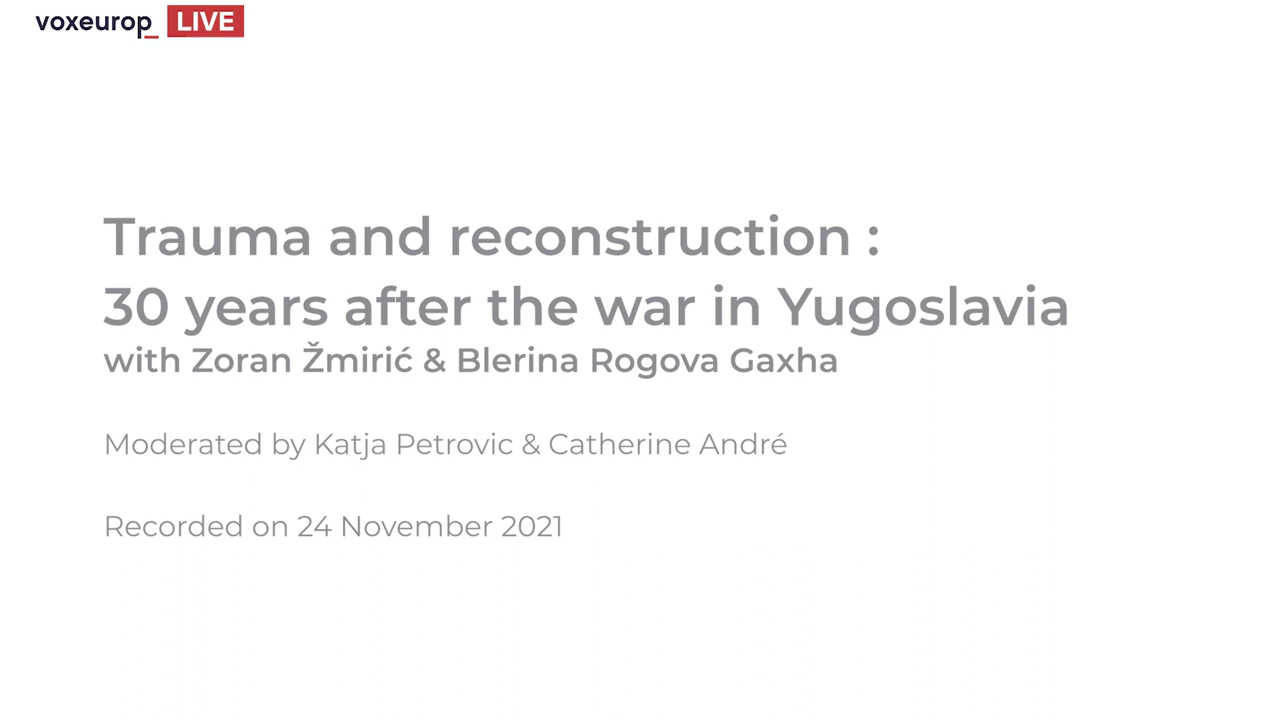 voxeurop_ LIVE
Trauma and reconstruction :
30 years after the war in Yugoslavia
with Zoran Žmirić & Blerina Rogova Gaxha
Moderated by Katja Petrovic & Catherine André
Recorded on 24 November 2021